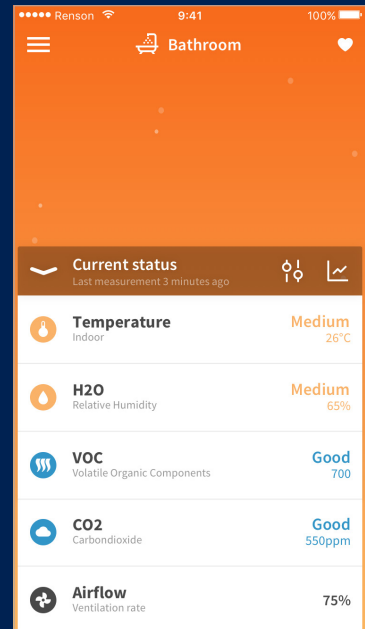 Renson 9:41 100%
Bathroom
Current status
Last measurement 3 minutes ago
Temperature Medium
Indoor 26°C
H2O Medium
Relative Humidity 65%
VOC Good
Volatile Organic Components 700
CO2 Good
Carbondioxide 550ppm
Airflow
Ventilation rate 75%